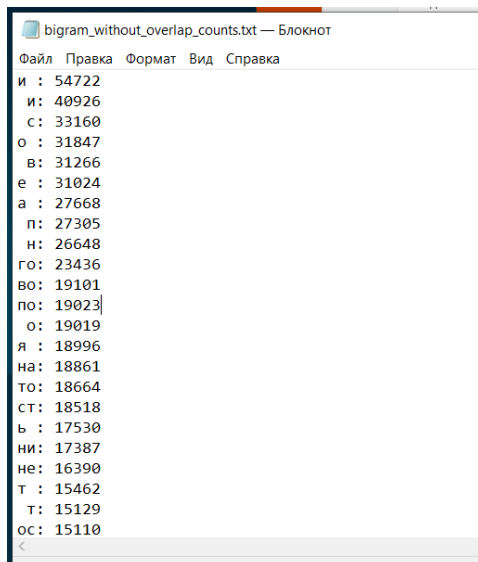 bigram_without_overlap_counts.txt — Блокнот
Файл Правка Формат Вид Справка
и : 54722
 и: 40926
 с: 33160
о : 31847
 в: 31266
е : 31024
а : 27668
 п: 27305
 н: 26648
го: 23436
во: 19101
по: 19023
 о: 19019
я : 18996
на: 18861
то: 18664
ст: 18518
ь : 17530
ни: 17387
не: 16390
т : 15462
 т: 15129
ос: 15110